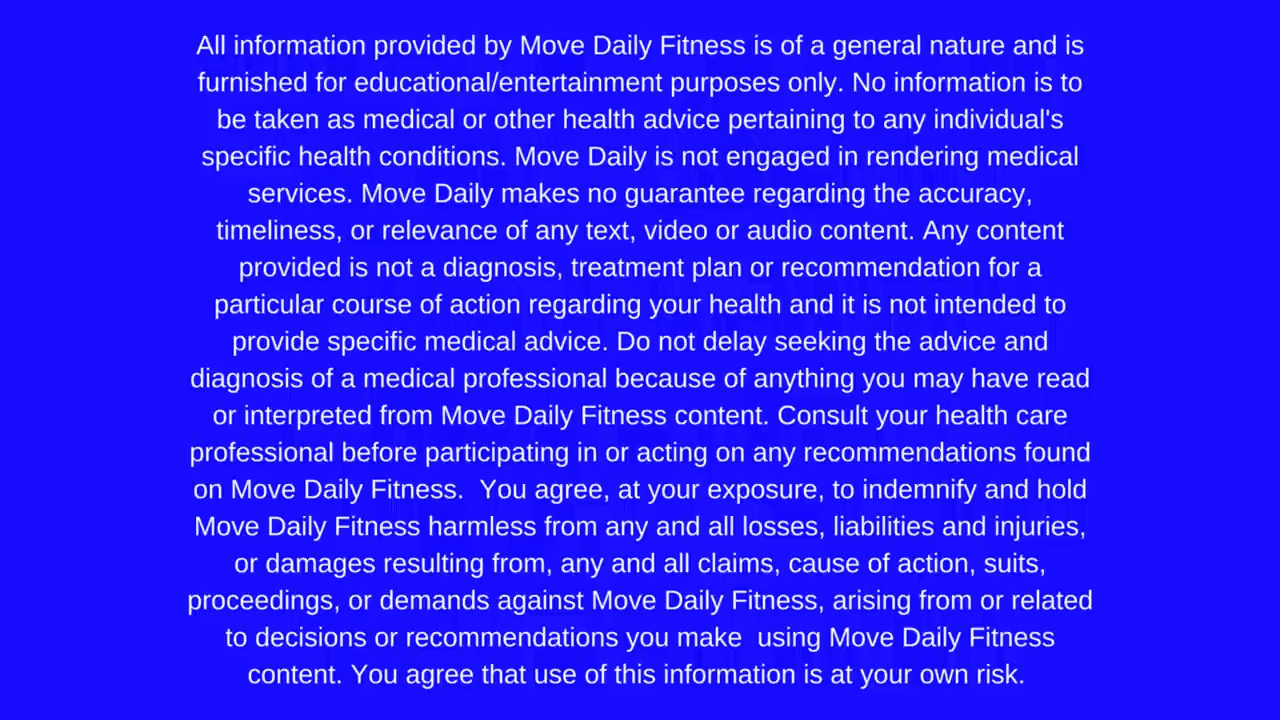 All information provided by Move Daily Fitness is of a general nature and is
furnished for educational/entertainment purposes only. No information is to
be taken as medical or other health advice pertaining to any individual's
specific health conditions. Move Daily is not engaged in rendering medical
services. Move Daily makes no guarantee regarding the accuracy,
timeliness, or relevance of any text, video or audio content. Any content
provided is not a diagnosis, treatment plan or recommendation for a
particular course of action regarding your health and it is not intended to
provide specific medical advice. Do not delay seeking the advice and
diagnosis of a medical professional because of anything you may have read
or interpreted from Move Daily Fitness content. Consult your health care
professional before participating in or acting on any recommendations found
on Move Daily Fitness.  You agree, at your exposure, to indemnify and hold
Move Daily Fitness harmless from any and all losses, liabilities and injuries,
or damages resulting from, any and all claims, cause of action, suits,
proceedings, or demands against Move Daily Fitness, arising from or related
to decisions or recommendations you make  using Move Daily Fitness
content. You agree that use of this information is at your own risk.